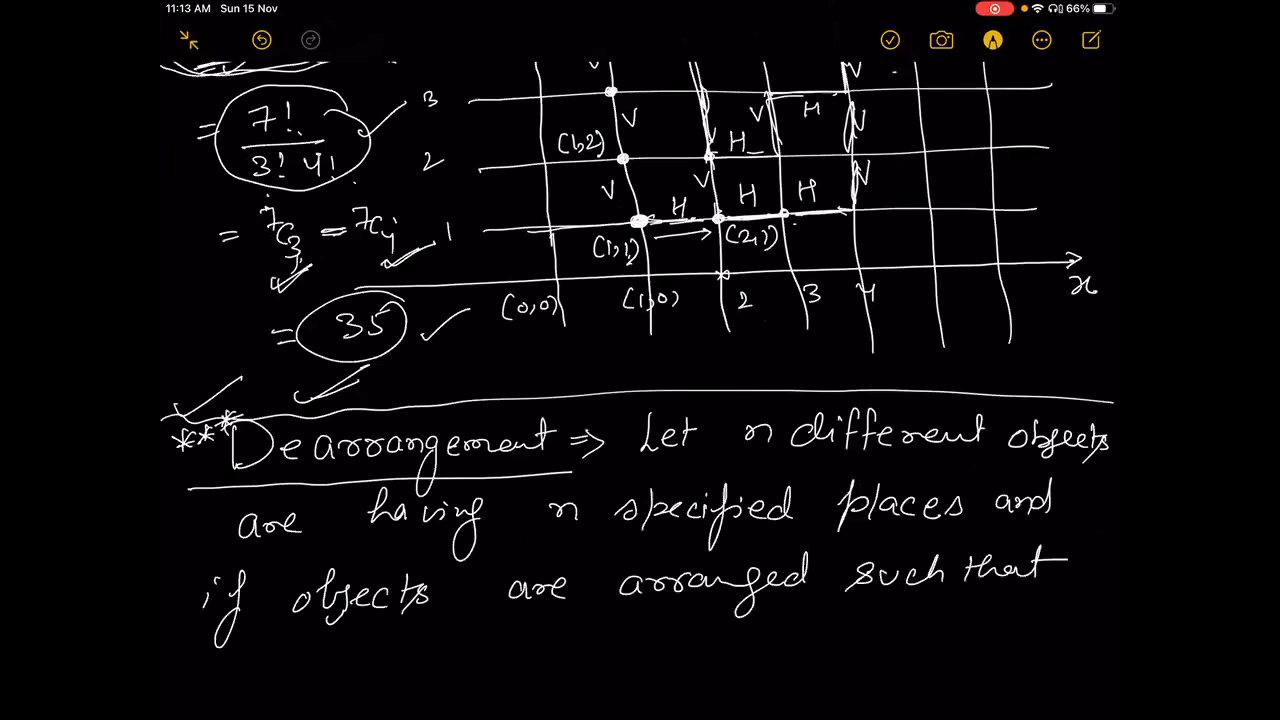 11:13 AM Sun 15 Nov
66%
V V
= 7! / 3! 4!
3
V V H V
(1,2) H
2
V V H H V
H
= 7C3 = 7C4
1
(1,1) (2,1)
x
(0,0) (1,0) 2 3 4
= 35
*** Dearrangement ⇒ Let n different objects
are having n specified places and
if objects are arranged such that